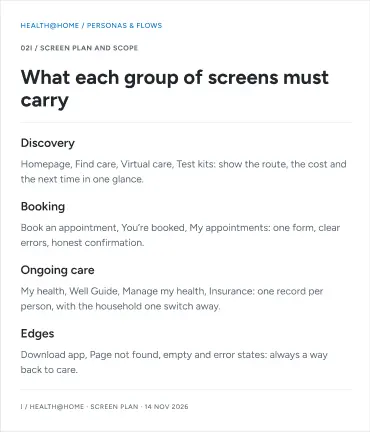 HEALTH@HOME / PERSONAS & FLOWS
02I / SCREEN PLAN AND SCOPE
What each group of screens must
carry
Discovery
Homepage, Find care, Virtual care, Test kits: show the route, the cost and
the next time in one glance.
Booking
Book an appointment, You're booked, My appointments: one form, clear
errors, honest confirmation.
Ongoing care
My health, Well Guide, Manage my health, Insurance: one record per
person, with the household one switch away.
Edges
Download app, Page not found, empty and error states: always a way
back to care.
I / HEALTH@HOME · SCREEN PLAN · 14 NOV 2026